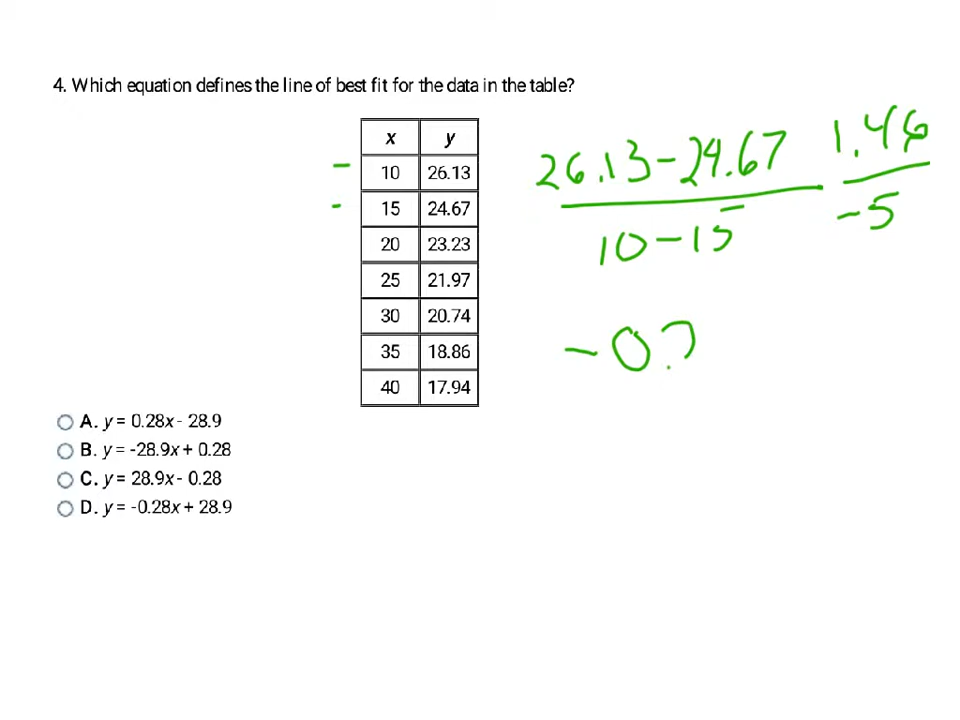 4. Which equation defines the line of best fit for the data in the table?
x y
10 26.13
15 24.67
20 23.23
25 21.97
30 20.74
35 18.86
40 17.94
26.13-24.67
10-15
1.46
-5
-0.2
A. y = 0.28x - 28.9
B. y = -28.9x + 0.28
C. y = 28.9x - 0.28
D. y = -0.28x + 28.9